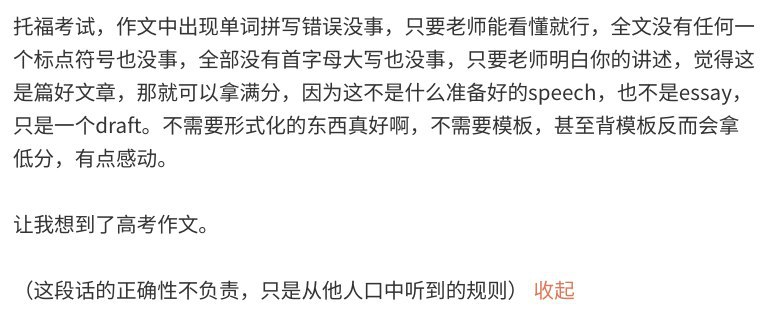 托福考试，作文中出现单词拼写错误没事，只要老师能看懂就行，全文没有任何一
个标点符号也没事，全部没有首字母大写也没事，只要老师明白你的讲述，觉得这
是篇好文章，那就可以拿满分，因为这不是什么准备好的speech，也不是essay，
只是一个draft。不需要形式化的东西真好啊，不需要模板，甚至背模板反而会拿
低分，有点感动。
让我想到了高考作文。
（这段话的正确性不负责，只是从他人口中听到的规则） 收起